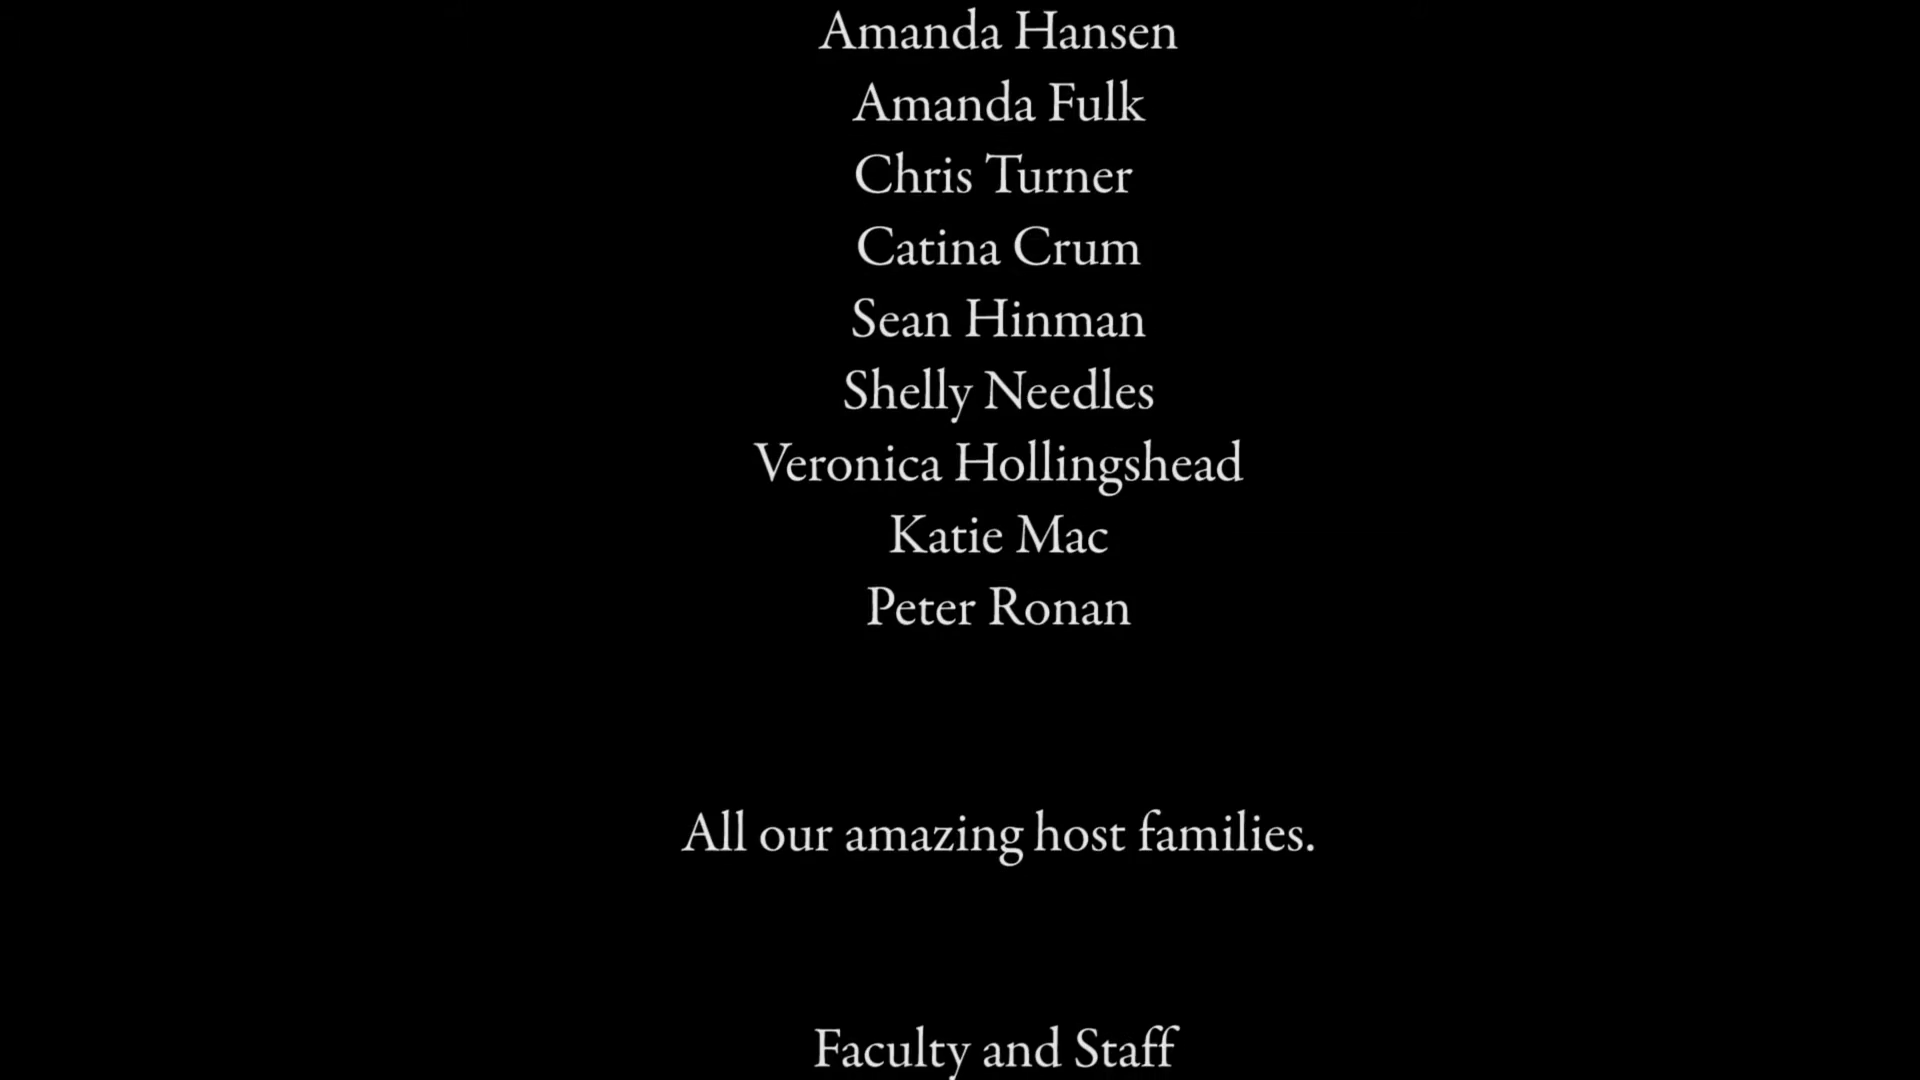 Amanda Hansen
Amanda Fulk
Chris Turner
Catina Crum
Sean Hinman
Shelly Needles
Veronica Hollingshead
Katie Mac
Peter Ronan
All our amazing host families.
Faculty and Staff